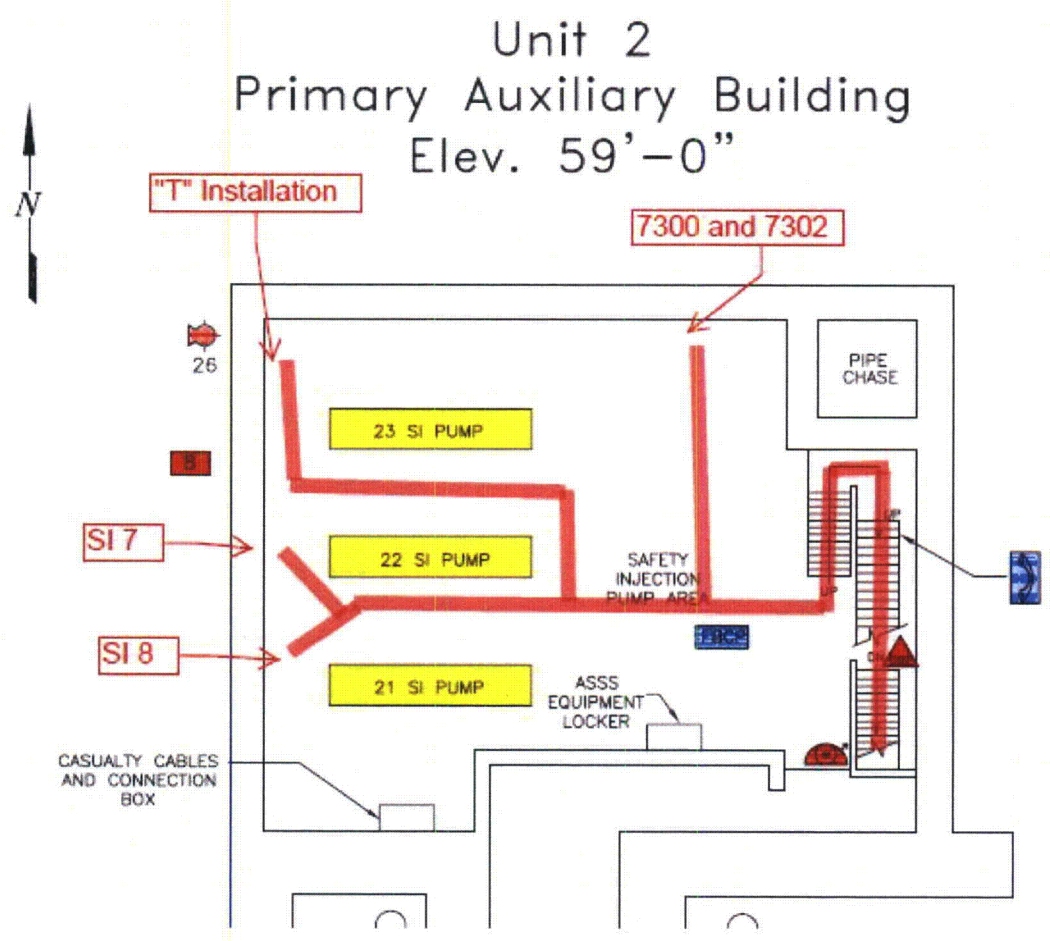 Unit 2
Primary Auxiliary Building
Elev. 59'-0"
N
"T" Installation
7300 and 7302
26
PIPE
CHASE
23 SI PUMP
B
SI 7
22 SI PUMP
SAFETY
INJECTION
PUMP AREA
UP
UP
SI 8
21 SI PUMP
DN
ASSS
EQUIPMENT
LOCKER
CASUALTY CABLES
AND CONNECTION
BOX